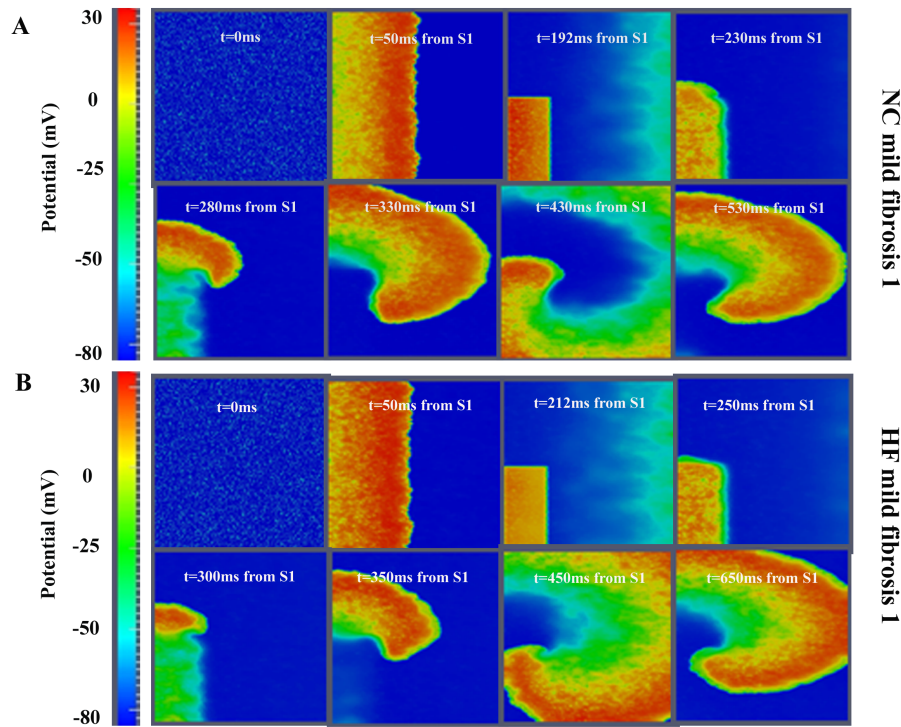 A
30
0
-25
-50
-80
Potential (mV)
t=0ms
t=50ms from S1
t=192ms from S1
t=230ms from S1
t=280ms from S1
t=330ms from S1
t=430ms from S1
t=530ms from S1
NC mild fibrosis 1
B
30
0
-25
-50
-80
Potential (mV)
t=0ms
t=50ms from S1
t=212ms from S1
t=250ms from S1
t=300ms from S1
t=350ms from S1
t=450ms from S1
t=650ms from S1
HF mild fibrosis 1